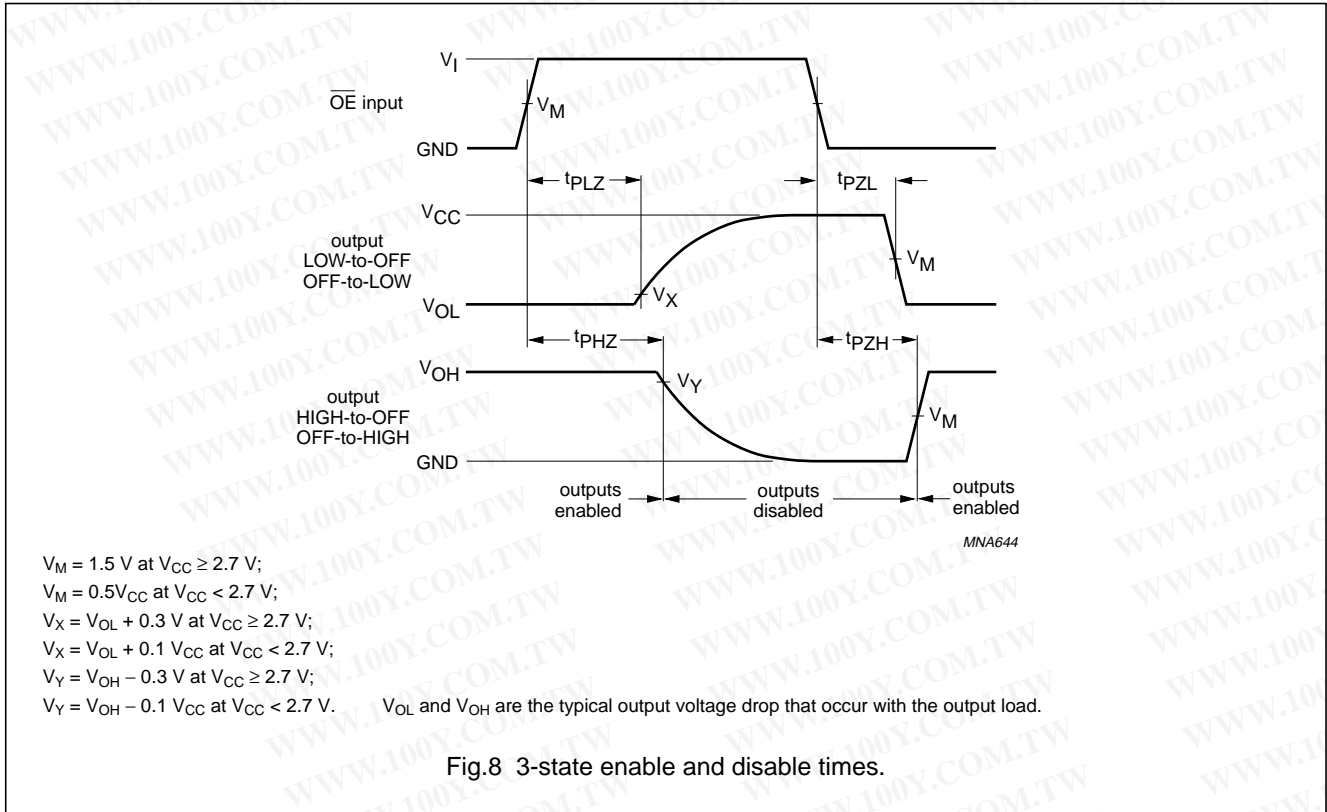 V_I
OE input
V_M
GND
t_PLZ
t_PZL
V_CC
output
LOW-to-OFF
OFF-to-LOW
V_M
V_X
V_OL
t_PHZ
t_PZH
V_OH
V_Y
output
HIGH-to-OFF
OFF-to-HIGH
V_M
GND
outputs
enabled
outputs
disabled
outputs
enabled
MNA644
V_M = 1.5 V at V_CC ≥ 2.7 V;
V_M = 0.5V_CC at V_CC < 2.7 V;
V_X = V_OL + 0.3 V at V_CC ≥ 2.7 V;
V_X = V_OL + 0.1 V_CC at V_CC < 2.7 V;
V_Y = V_OH − 0.3 V at V_CC ≥ 2.7 V;
V_Y = V_OH − 0.1 V_CC at V_CC < 2.7 V. V_OL and V_OH are the typical output voltage drop that occur with the output load.
Fig.8 3-state enable and disable times.
WWW.100Y.COM.TW